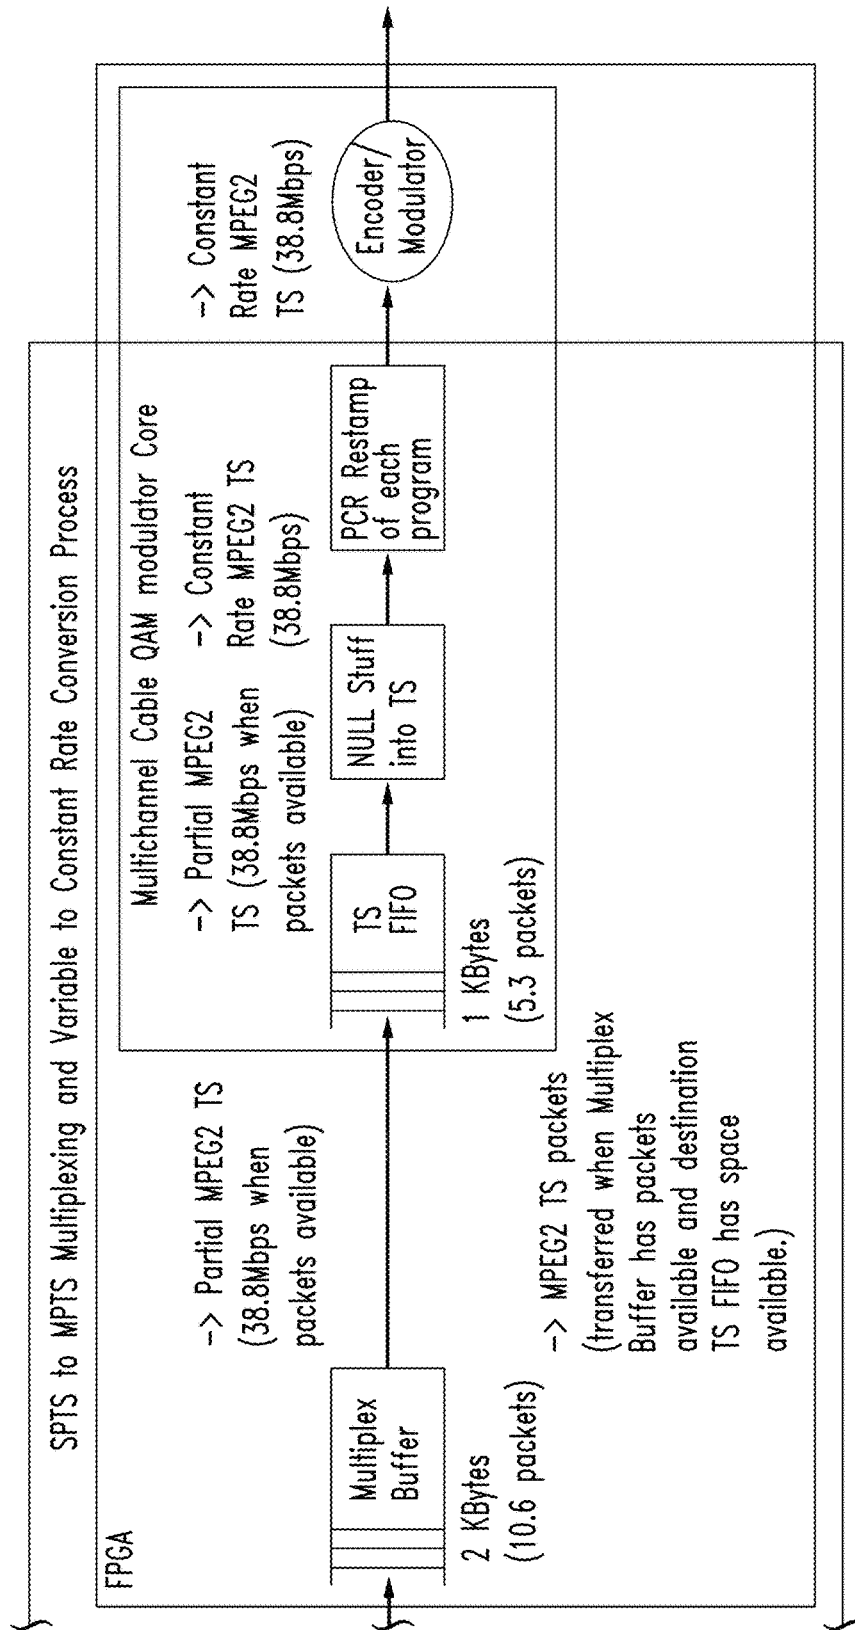 SPTS to MPTS Multiplexing and Variable to Constant Rate Conversion Process
FPGA
Multiplex
Buffer
2 KBytes
(10.6 packets)
-> Partial MPEG2 TS
(38.8Mbps when
packets available)
-> MPEG2 TS packets
(transferred when Multiplex
Buffer has packets
available and destination
TS FIFO has space
available.)
Multichannel Cable QAM modulator Core
TS
FIFO
1 KBytes
(5.3 packets)
-> Partial MPEG2
TS (38.8Mbps when
packets available)
NULL Stuff
into TS
-> Constant
Rate MPEG2 TS
(38.8Mbps)
PCR Restamp
of each
program
-> Constant
Rate MPEG2
TS (38.8Mbps)
Encoder/
Modulator